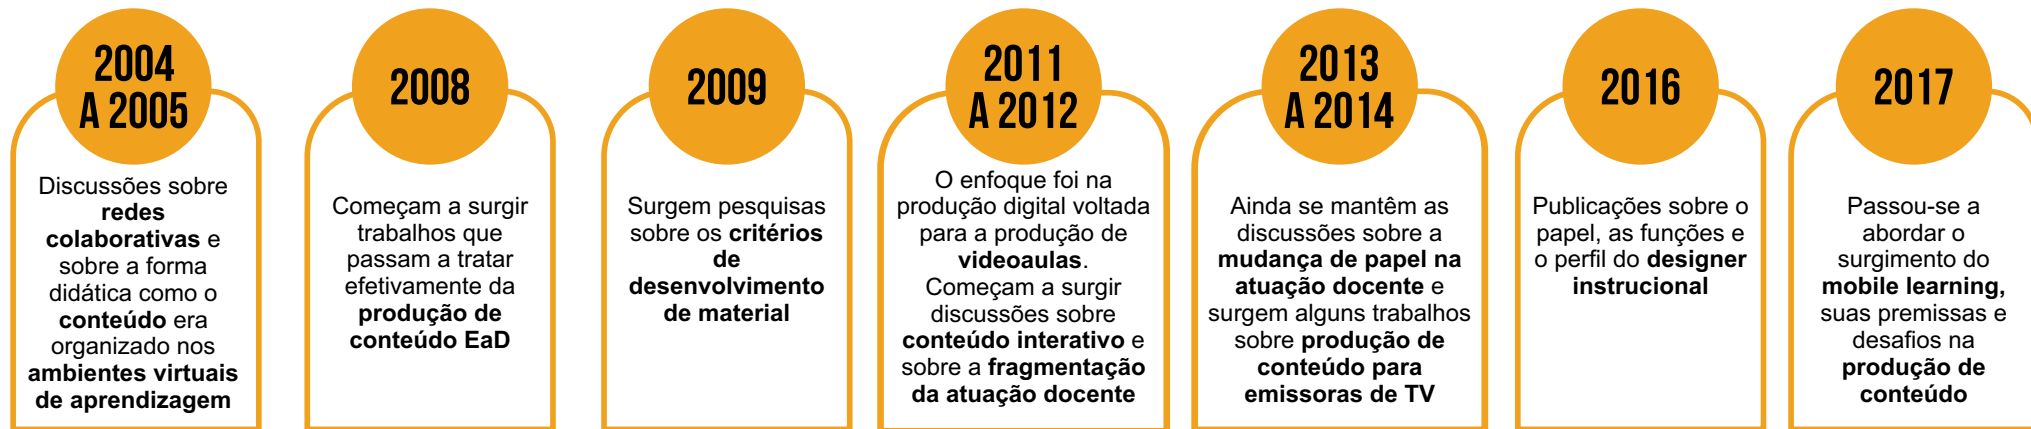 2004
A 2005
Discussões sobre
redes
colaborativas e
sobre a forma
didática como o
conteúdo era
organizado nos
ambientes virtuais
de aprendizagem
2008
Começam a surgir
trabalhos que
passam a tratar
efetivamente da
produção de
conteúdo EaD
2009
Surgem pesquisas
sobre os critérios
de
desenvolvimento
de material
2011
A 2012
O enfoque foi na
produção digital voltada
para a produção de
videoaulas.
Começam a surgir
discussões sobre
conteúdo interativo e
sobre a fragmentação
da atuação docente
2013
A 2014
Ainda se mantêm as
discussões sobre a
mudança de papel na
atuação docente e
surgem alguns trabalhos
sobre produção de
conteúdo para
emissoras de TV
2016
Publicações sobre o
papel, as funções e
o perfil do designer
instrucional
2017
Passou-se a
abordar o
surgimento do
mobile learning,
suas premissas e
desafios na
produção de
conteúdo